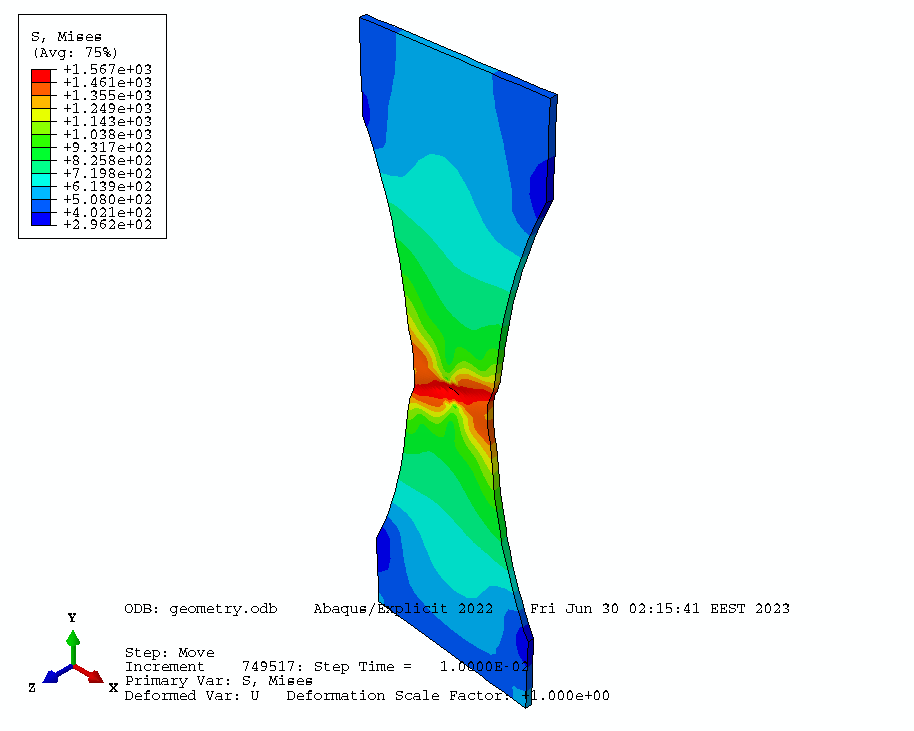 S, Mises
(Avg: 75%)
+1.567e+03
+1.461e+03
+1.355e+03
+1.249e+03
+1.143e+03
+1.038e+03
+9.317e+02
+8.258e+02
+7.198e+02
+6.139e+02
+5.080e+02
+4.021e+02
+2.962e+02
ODB: geometry.odb Abaqus/Explicit 2022 Fri Jun 30 02:15:41 EEST 2023
Y
Z
X
Step: Move
Increment 749517: Step Time = 1.0000E-02
Primary Var: S, Mises
Deformed Var: U Deformation Scale Factor: +1.000e+00